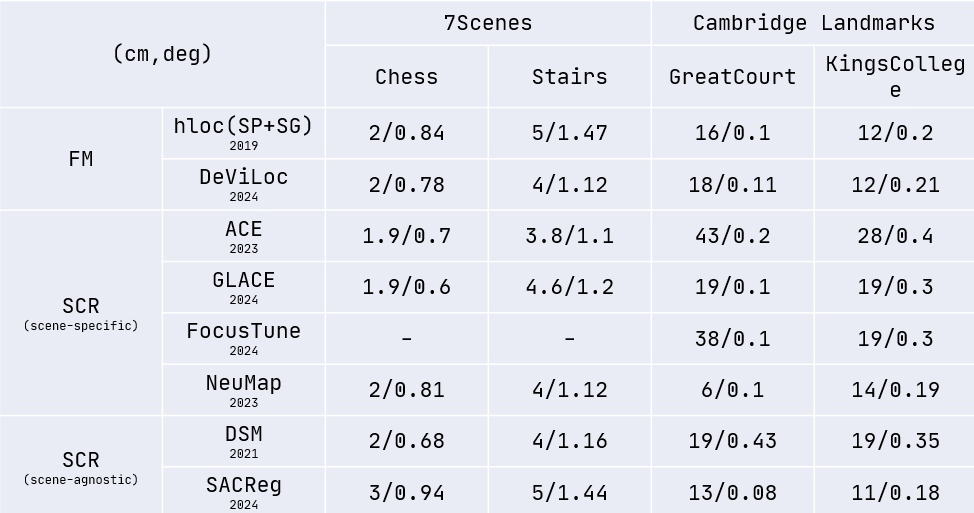 (cm,deg) 7Scenes Cambridge Landmarks
Chess Stairs GreatCourt KingsColleg
e
FM hloc(SP+SG) 2/0.84 5/1.47 16/0.1 12/0.2
2019
DeViLoc 2/0.78 4/1.12 18/0.11 12/0.21
2024
SCR
(scene-specific)
ACE 1.9/0.7 3.8/1.1 43/0.2 28/0.4
2023
GLACE 1.9/0.6 4.6/1.2 19/0.1 19/0.3
2024
FocusTune – – 38/0.1 19/0.3
2024
NeuMap 2/0.81 4/1.12 6/0.1 14/0.19
2023
SCR
(scene-agnostic)
DSM 2/0.68 4/1.16 19/0.43 19/0.35
2021
SACReg 3/0.94 5/1.44 13/0.08 11/0.18
2024